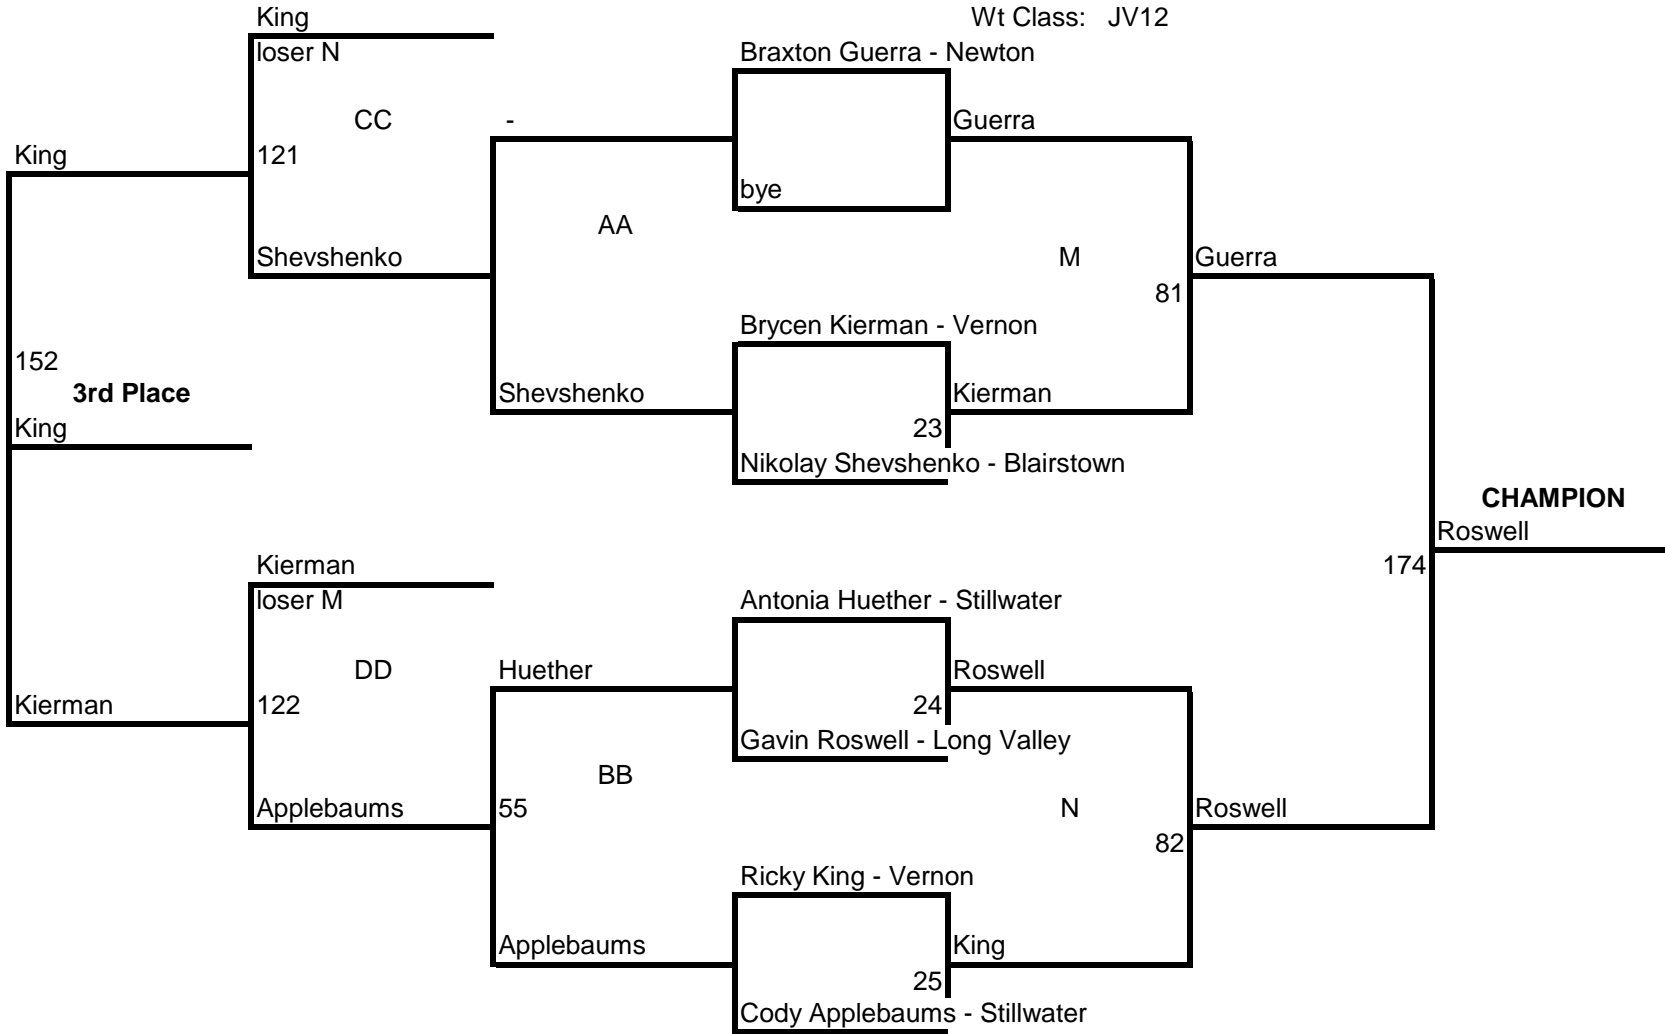 King
Wt Class: JV12
loser N
Braxton Guerra - Newton
CC
-
Guerra
King
121
bye
AA
Shevshenko
M
Guerra
81
Brycen Kierman - Vernon
152
3rd Place
Shevshenko
Kierman
King
23
Nikolay Shevshenko - Blairstown
CHAMPION
Roswell
Kierman
174
loser M
Antonia Huether - Stillwater
DD
Huether
Roswell
Kierman
122
24
Gavin Roswell - Long Valley
BB
Applebaums
55
N
Roswell
82
Ricky King - Vernon
Applebaums
King
25
Cody Applebaums - Stillwater